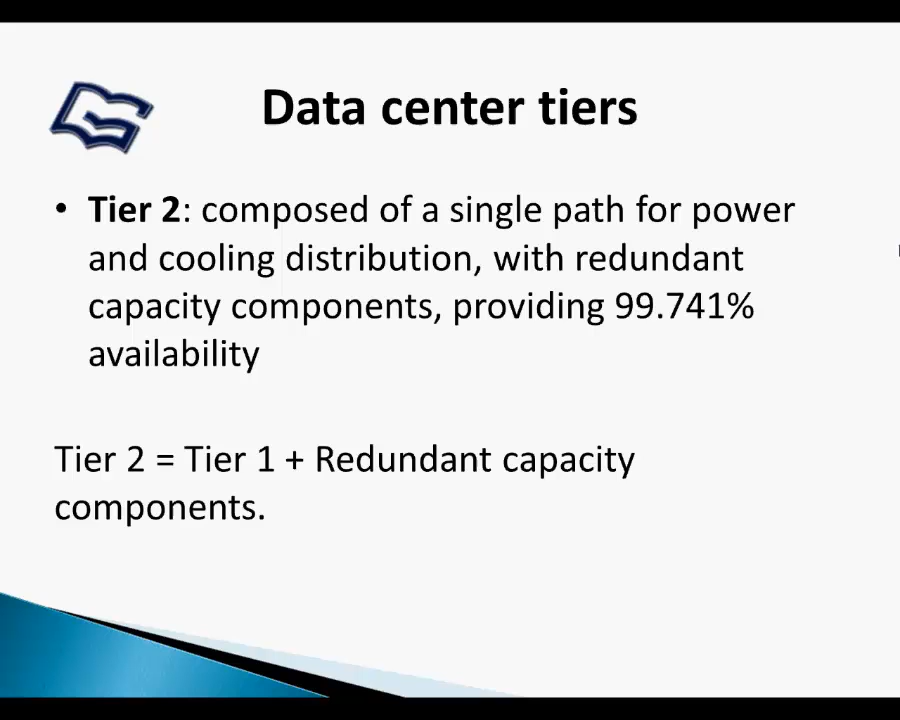 Data center tiers
• Tier 2: composed of a single path for power
and cooling distribution, with redundant
capacity components, providing 99.741%
availability
Tier 2 = Tier 1 + Redundant capacity
components.